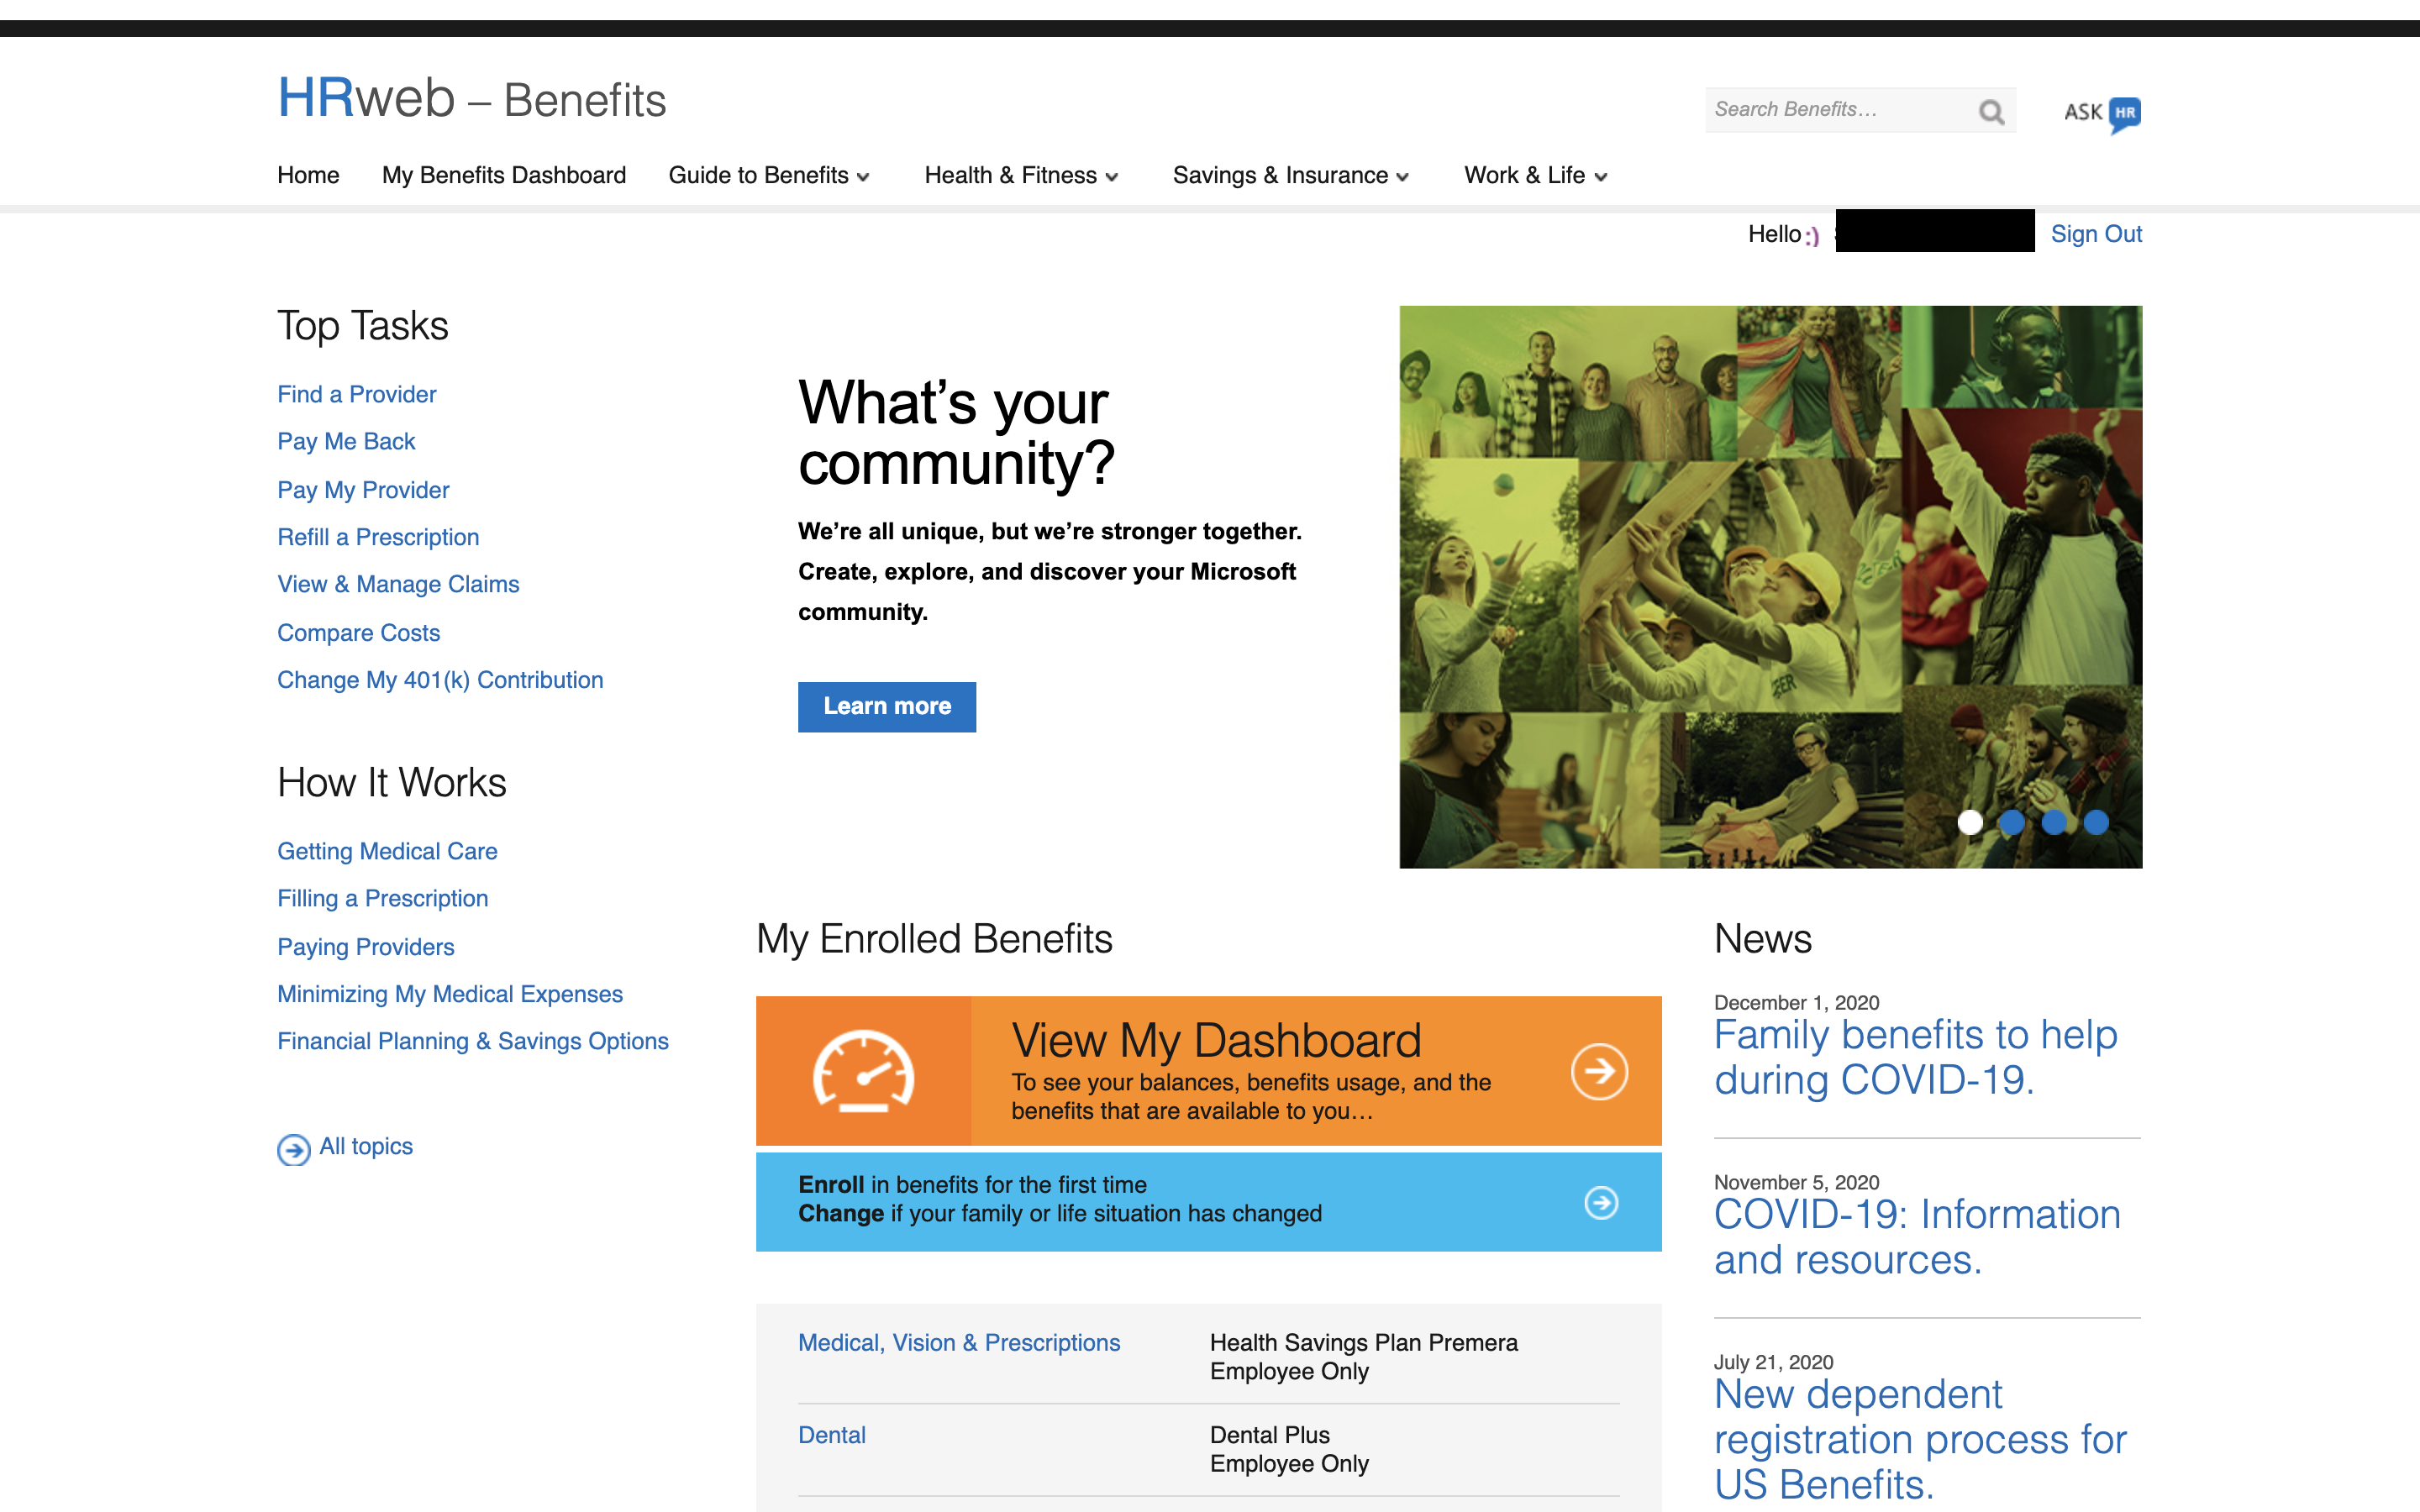 HRweb – Benefits
Search Benefits...
ASK HR
Home
My Benefits Dashboard
Guide to Benefits
Health & Fitness
Savings & Insurance
Work & Life
Hello :)
Sign Out
Top Tasks
Find a Provider
Pay Me Back
Pay My Provider
Refill a Prescription
View & Manage Claims
Compare Costs
Change My 401(k) Contribution
How It Works
Getting Medical Care
Filling a Prescription
Paying Providers
Minimizing My Medical Expenses
Financial Planning & Savings Options
All topics
What’s your
community?
We’re all unique, but we’re stronger together.
Create, explore, and discover your Microsoft
community.
Learn more
My Enrolled Benefits
View My Dashboard
To see your balances, benefits usage, and the
benefits that are available to you…
Enroll in benefits for the first time
Change if your family or life situation has changed
Medical, Vision & Prescriptions
Health Savings Plan Premera
Employee Only
Dental
Dental Plus
Employee Only
News
December 1, 2020
Family benefits to help
during COVID-19.
November 5, 2020
COVID-19: Information
and resources.
July 21, 2020
New dependent
registration process for
US Benefits.